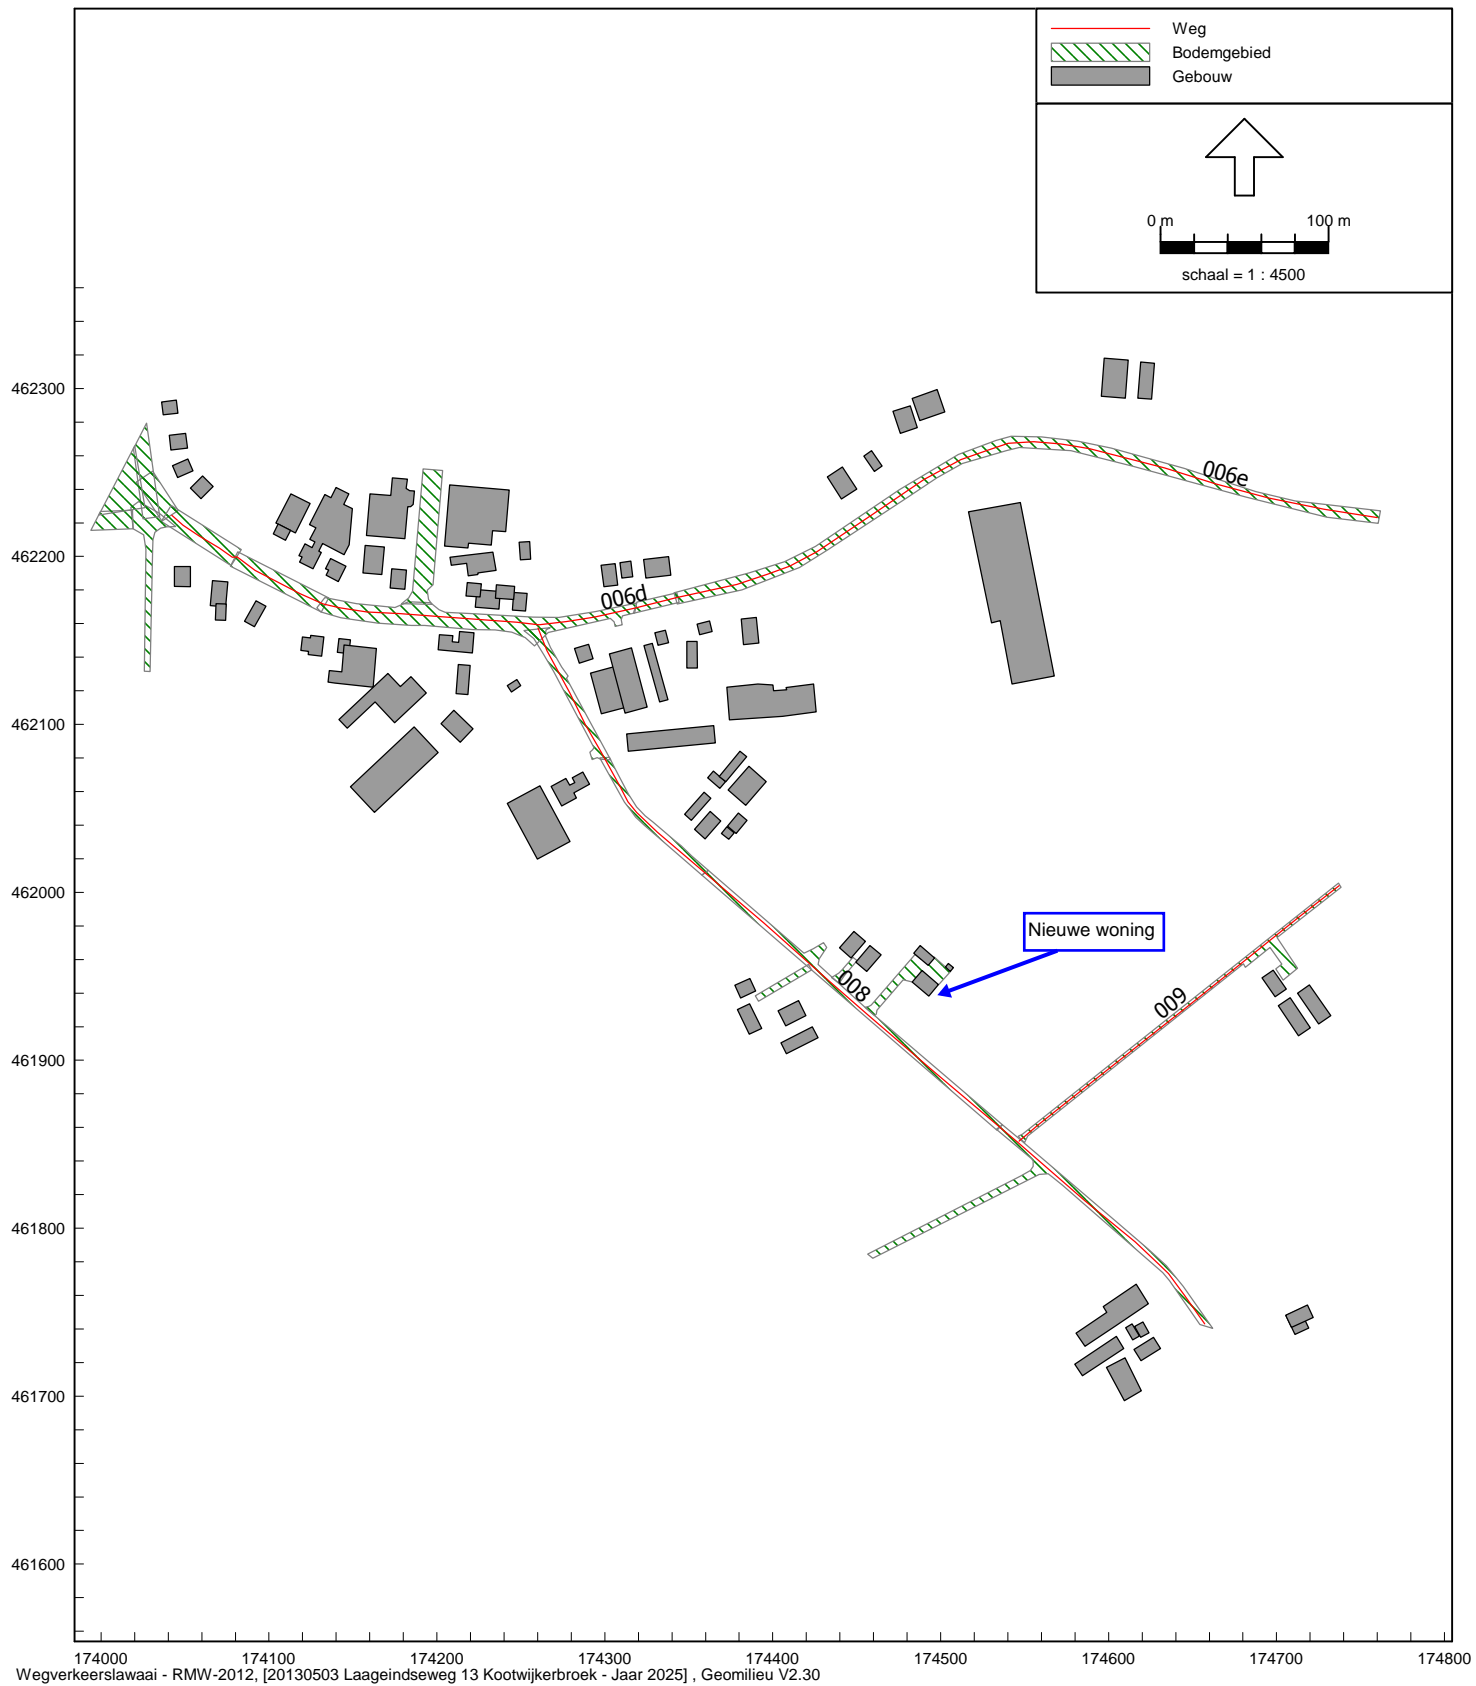 Weg
Bodemgebied
Gebouw
0 m 100 m
schaal = 1 : 4500
462300
006e
462200
006d
462100
462000
Nieuwe woning
008
009
461900
461800
461700
461600
174000 174100 174200 174300 174400 174500 174600 174700 174800
Wegverkeerslawaai - RMW-2012, [20130503 Laageindseweg 13 Kootwijkerbroek - Jaar 2025] , Geomilieu V2.30